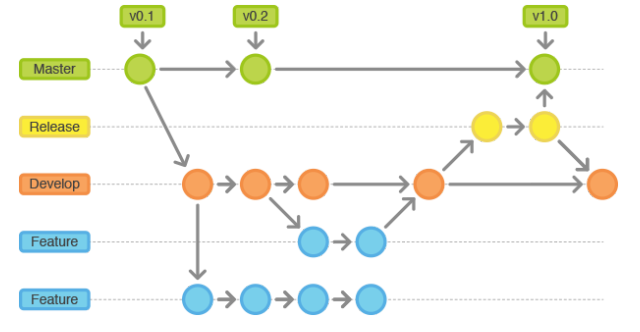 v0.1
v0.2
v1.0
Master
Release
Develop
Feature
Feature